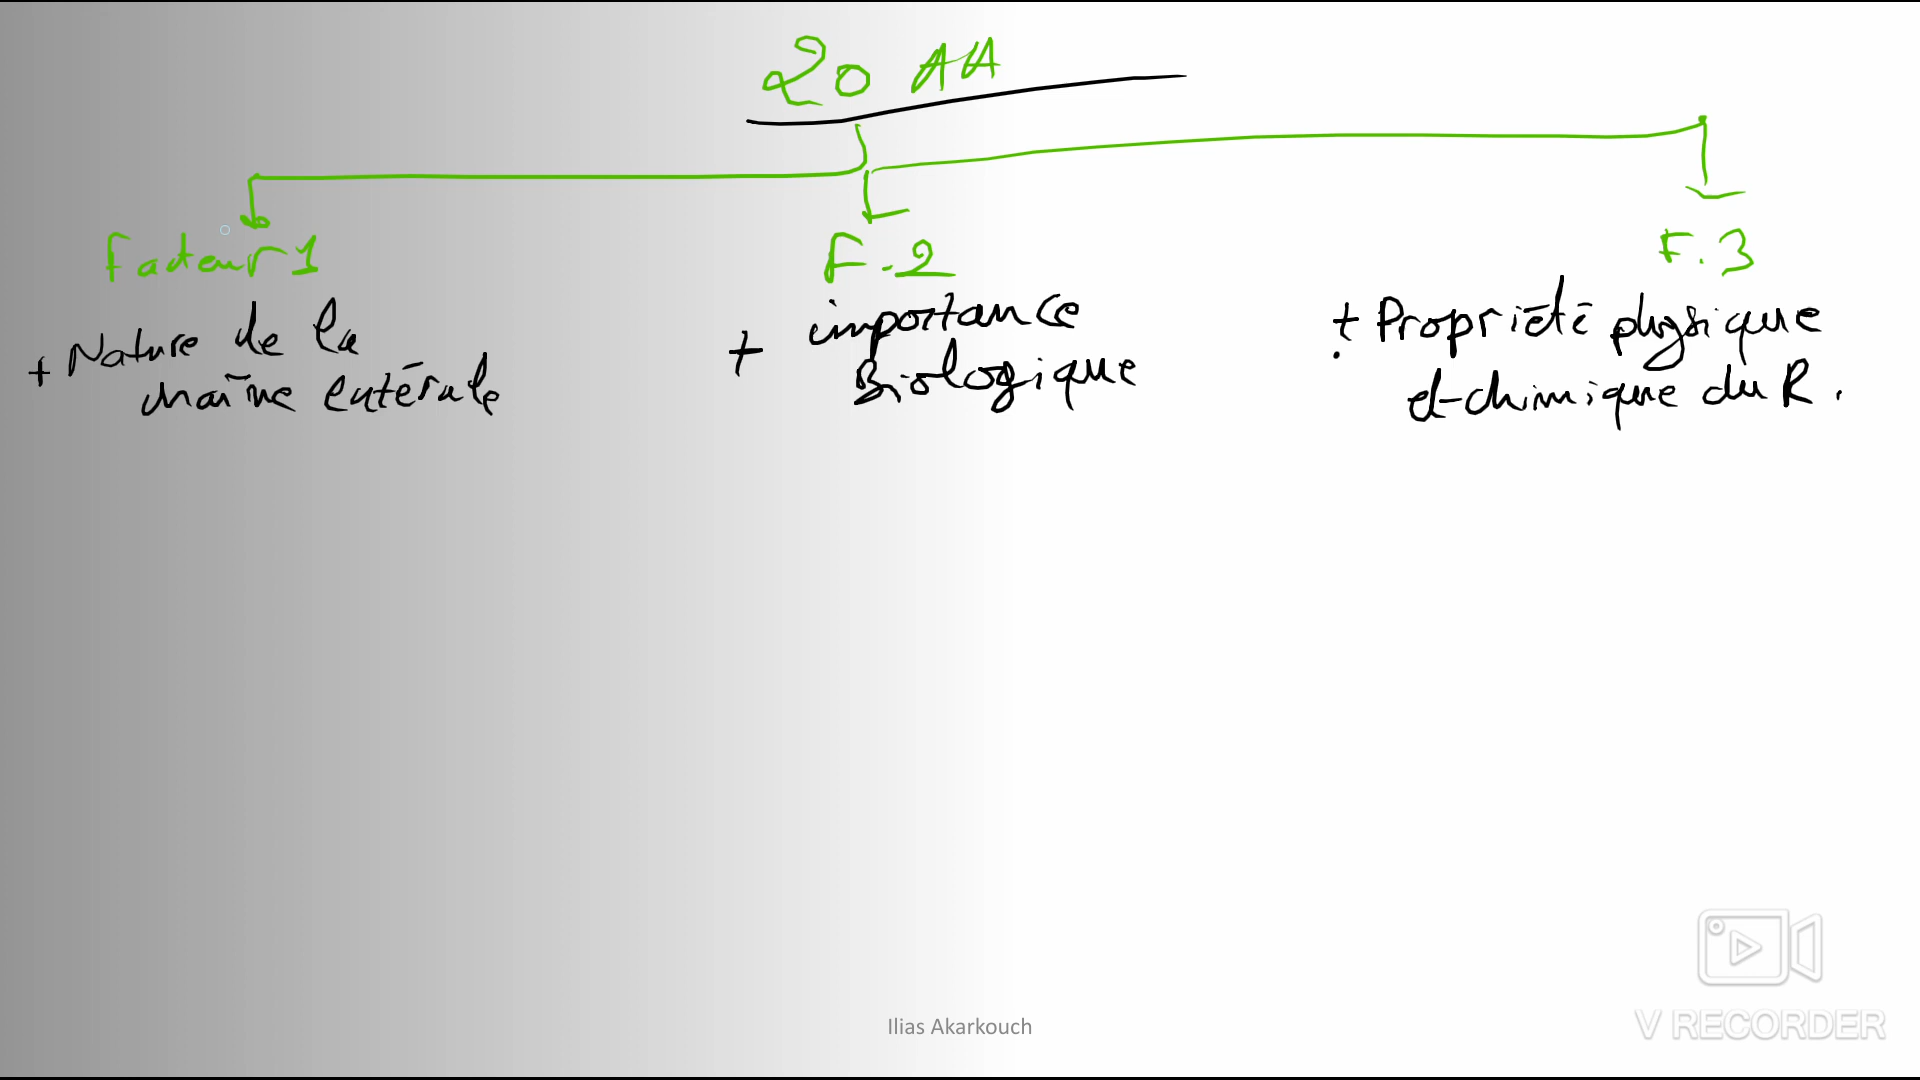 20 AA
Facteur 1
F.2
F.3
+ Nature de la
chaîne latérale
+ importance
Biologique
+ Propriété physique
et chimique du R.
Ilias Akarkouch
V RECORDER